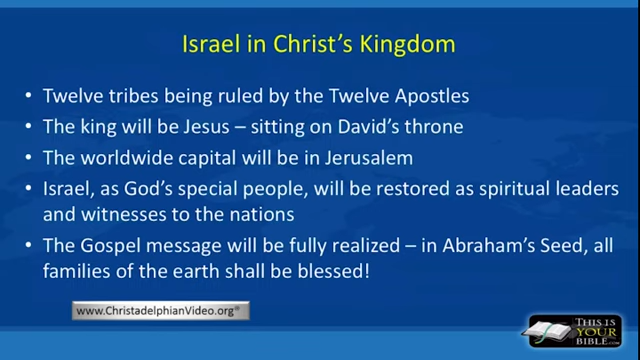 Israel in Christ's Kingdom
• Twelve tribes being ruled by the Twelve Apostles
• The king will be Jesus – sitting on David's throne
• The worldwide capital will be in Jerusalem
• Israel, as God's special people, will be restored as spiritual leaders
and witnesses to the nations
• The Gospel message will be fully realized – in Abraham's Seed, all
families of the earth shall be blessed!
www.ChristadelphianVideo.org®
THIS IS
YOUR
BIBLE.COM